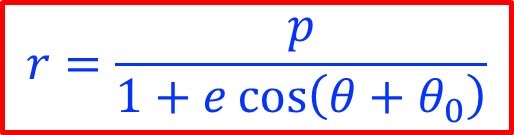 r = p / (1 + e cos(θ + θ₀))